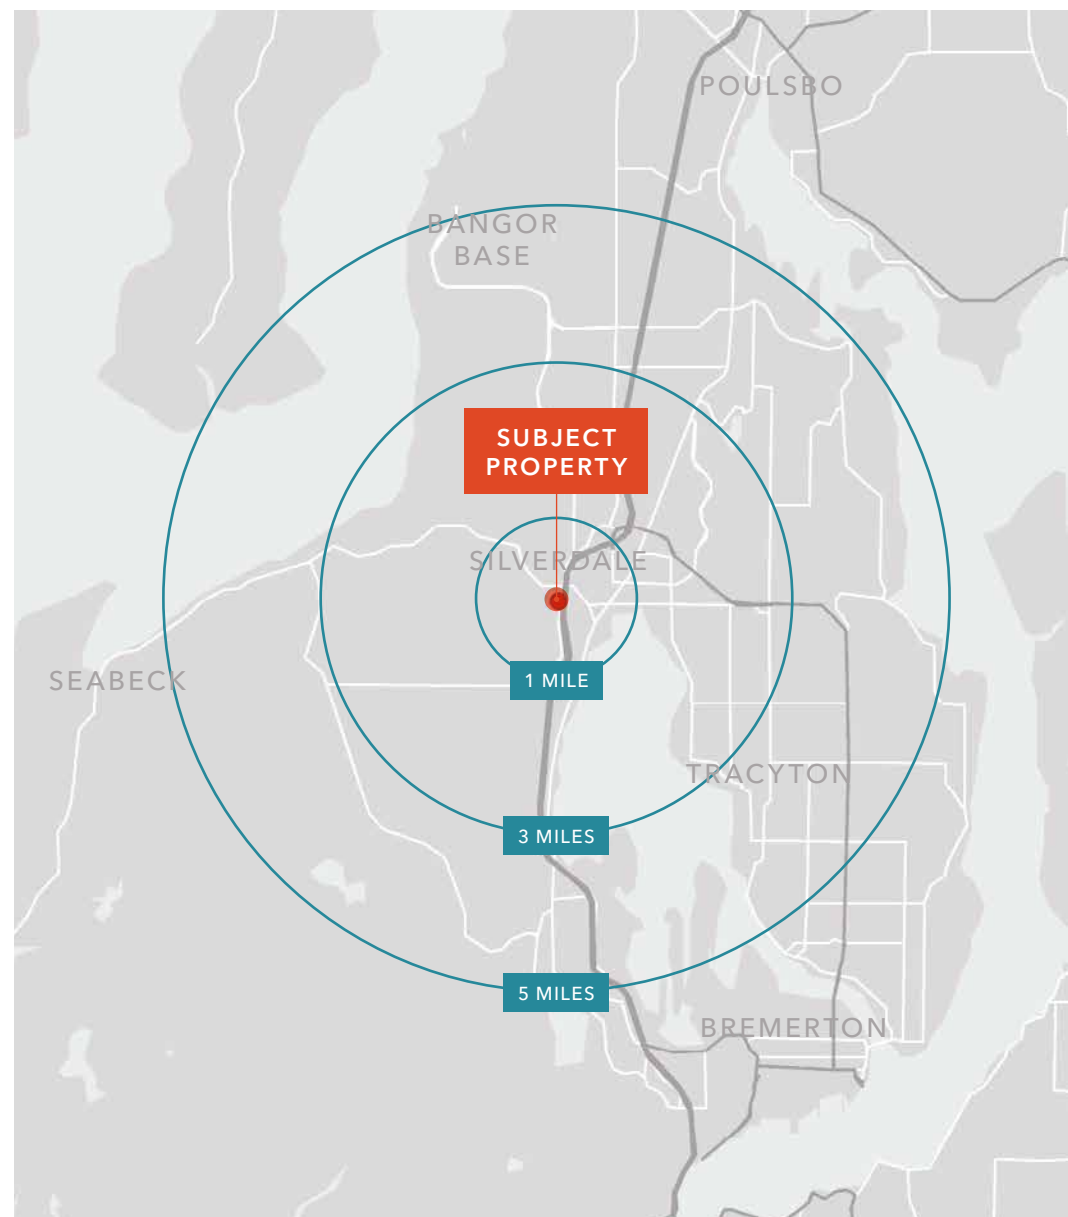 POULSBO
BANGOR
BASE
SUBJECT
PROPERTY
SILVERDALE
SEABECK
1 MILE
TRACYTON
3 MILES
5 MILES
BREMERTON